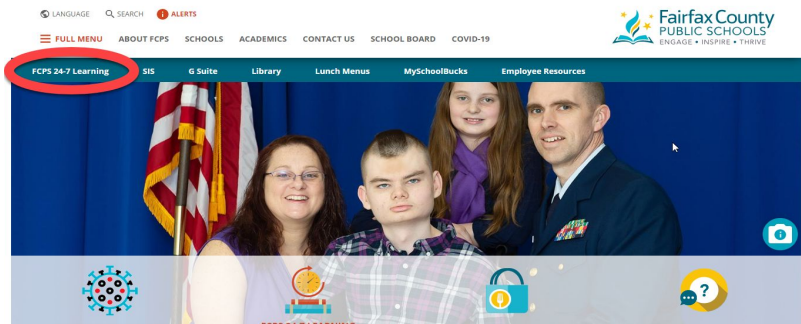 LANGUAGE SEARCH ALERTS
FULL MENU ABOUT FCPS SCHOOLS ACADEMICS CONTACT US SCHOOL BOARD COVID-19
Fairfax County
PUBLIC SCHOOLS
ENGAGE • INSPIRE • THRIVE
FCPS 24-7 Learning SIS G Suite Library Lunch Menus MySchoolBucks Employee Resources